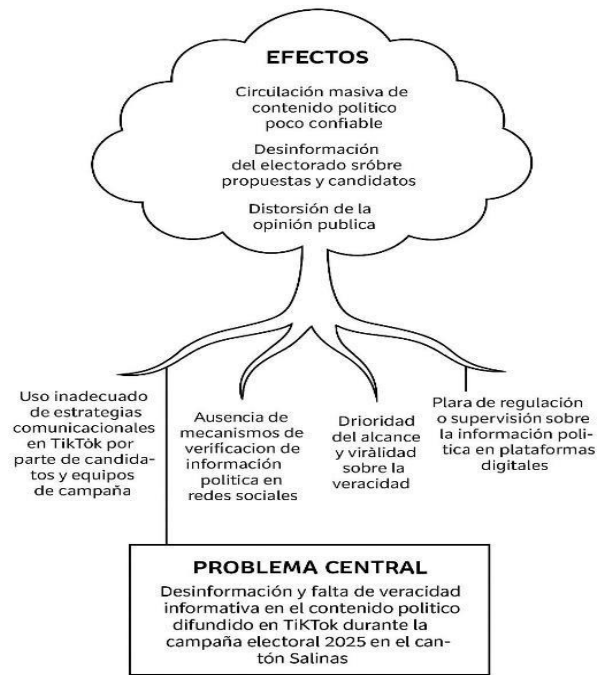 EFECTOS
Circulación masiva de
contenido politico
poco confiable
Desinformación
del electorado sróbre
propuestas y candidatos
Distorsión de la
opinión publica
Uso inadecuado
de estrategias
comunicacionales
en TikTók por
parte de candida-
tos y equipos
de campaña
Ausencia de
mecanismos de
verificacion de
información
politica en
redes sociales
Drioridad
del alcance
y viràlidad
sobre la
veracidad
Plara de regulación
o supervisión sobre
la información poli-
tica en plataformas
digitales
PROBLEMA CENTRAL
Desinformación y falta de veracidad
informativa en el contenido politico
difundido en TiKTok durante la
campaña electoral 2025 en el can-
tón Salinas